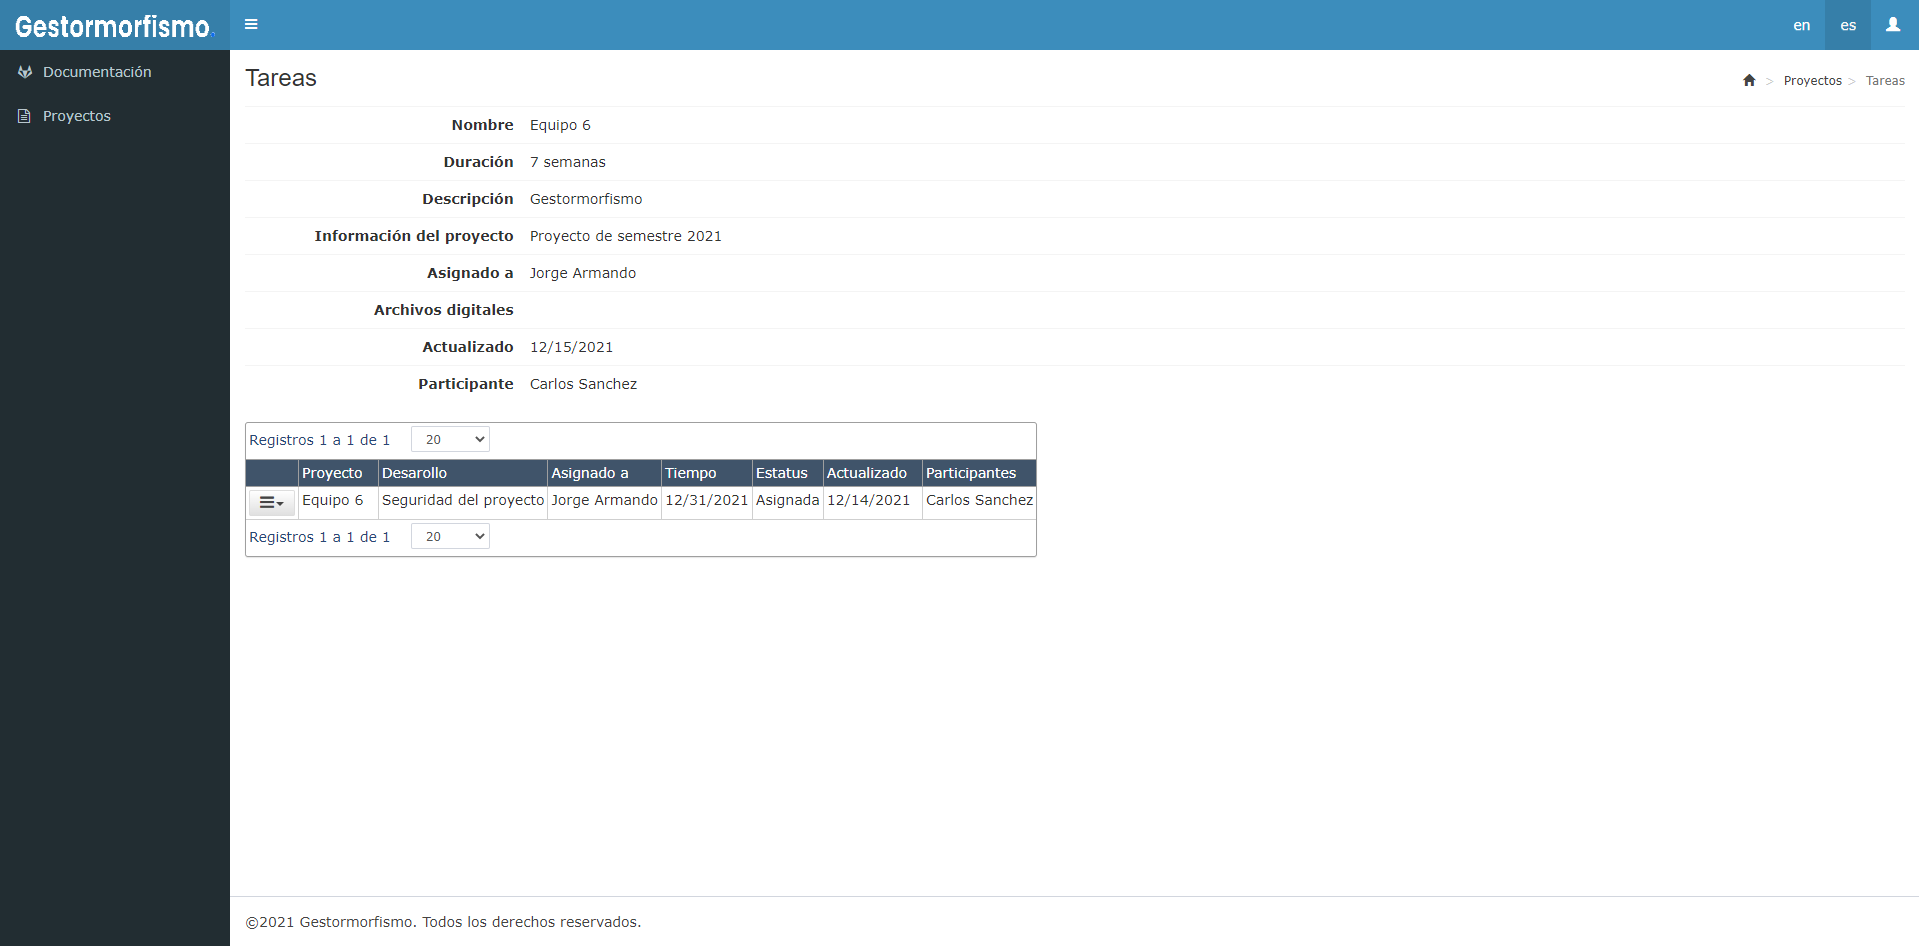 Gestormorfismo.
en es
Documentación
Proyectos
Tareas
> Proyectos > Tareas
Nombre Equipo 6
Duración 7 semanas
Descripción Gestormorfismo
Información del proyecto Proyecto de semestre 2021
Asignado a Jorge Armando
Archivos digitales
Actualizado 12/15/2021
Participante Carlos Sanchez
Registros 1 a 1 de 1 20
Proyecto Desarollo Asignado a Tiempo Estatus Actualizado Participantes
Equipo 6 Seguridad del proyecto Jorge Armando 12/31/2021 Asignada 12/14/2021 Carlos Sanchez
Registros 1 a 1 de 1 20
©2021 Gestormorfismo. Todos los derechos reservados.